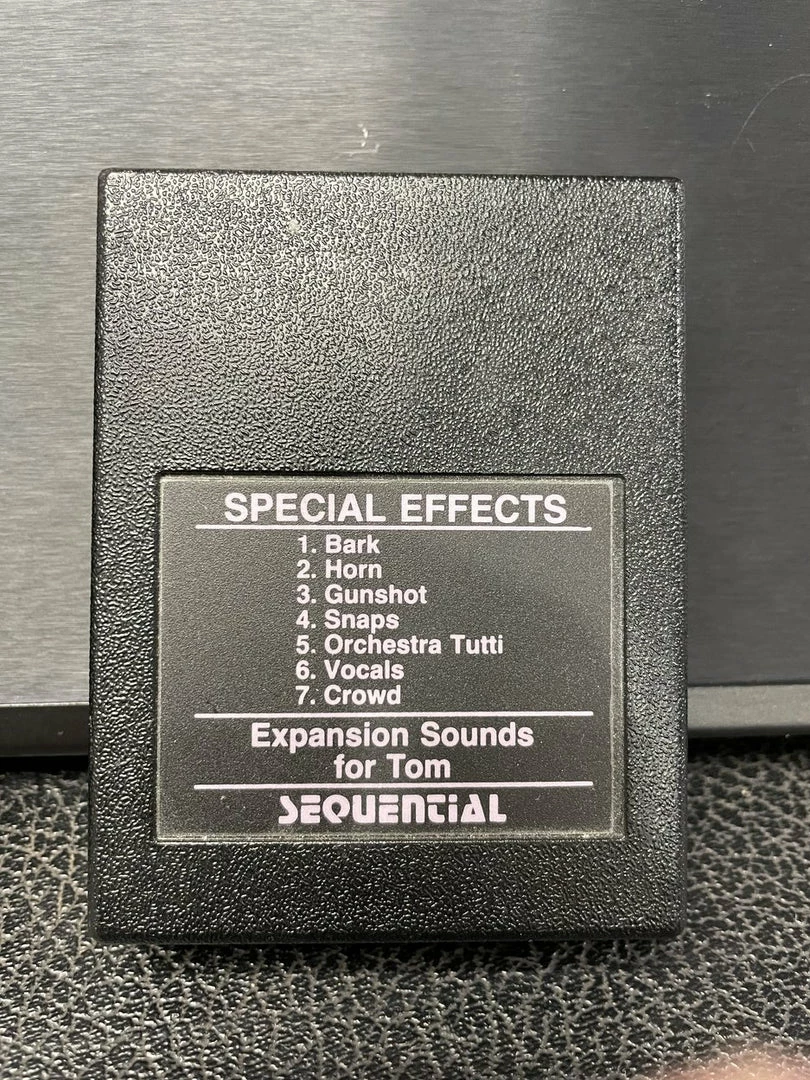 SPECIAL EFFECTS
1. Bark
2. Horn
3. Gunshot
4. Snaps
5. Orchestra Tutti
6. Vocals
7. Crowd
Expansion Sounds
for Tom
SEQUENTiAL